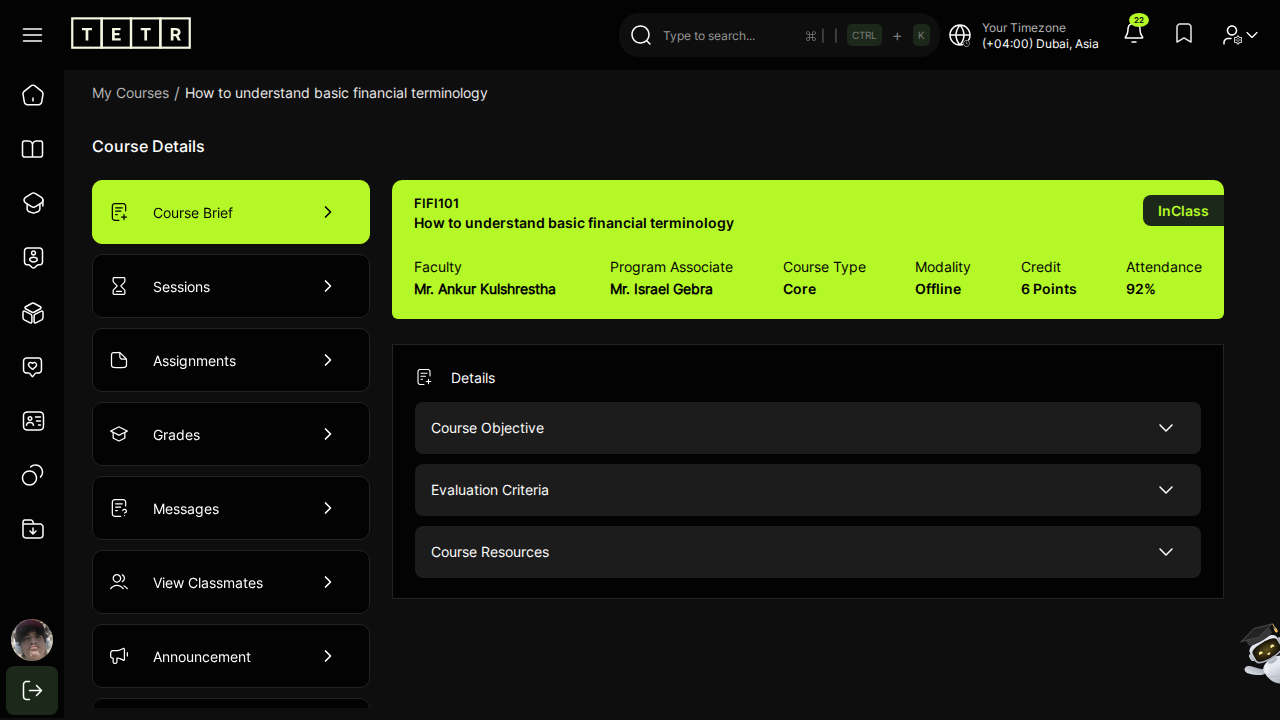 TETR
Type to search...
⌘ | | CTRL + K
Your Timezone
(+04:00) Dubai, Asia
22
My Courses / How to understand basic financial terminology
Course Details
Course Brief
Sessions
Assignments
Grades
Messages
View Classmates
Announcement
FIFI101
How to understand basic financial terminology
InClass
Faculty
Mr. Ankur Kulshrestha
Program Associate
Mr. Israel Gebra
Course Type
Core
Modality
Offline
Credit
6 Points
Attendance
92%
Details
Course Objective
Evaluation Criteria
Course Resources